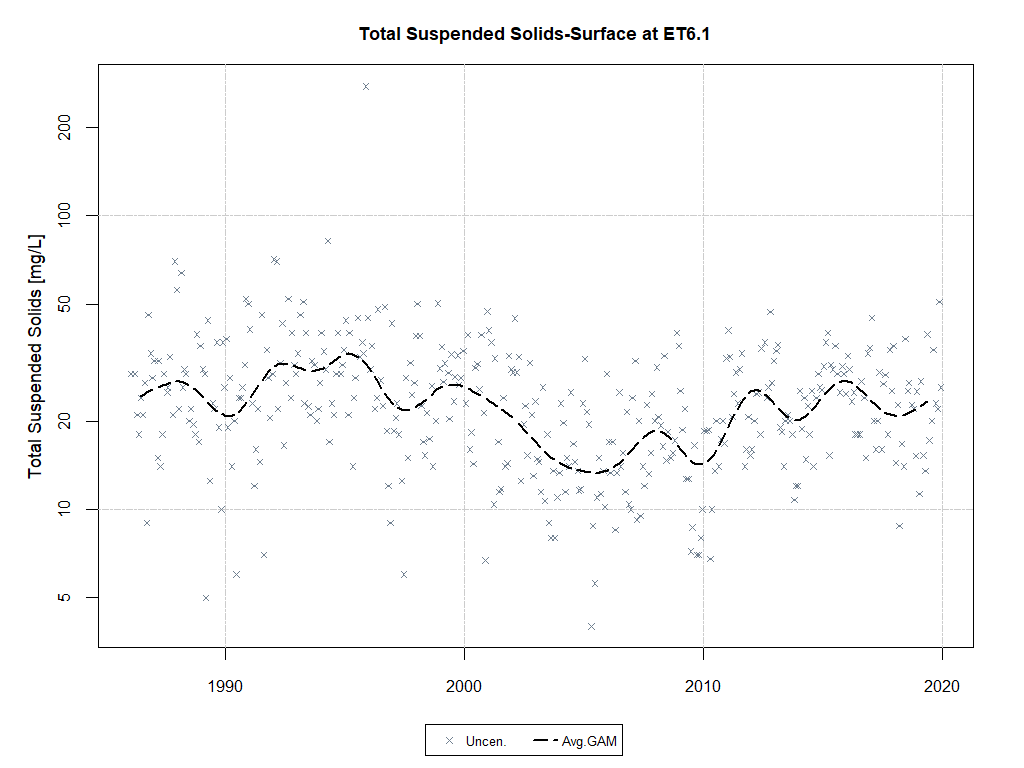 Total Suspended Solids-Surface at ET6.1
Total Suspended Solids [mg/L]
200
100
50
20
10
5
1990 2000 2010 2020
Uncen. Avg.GAM